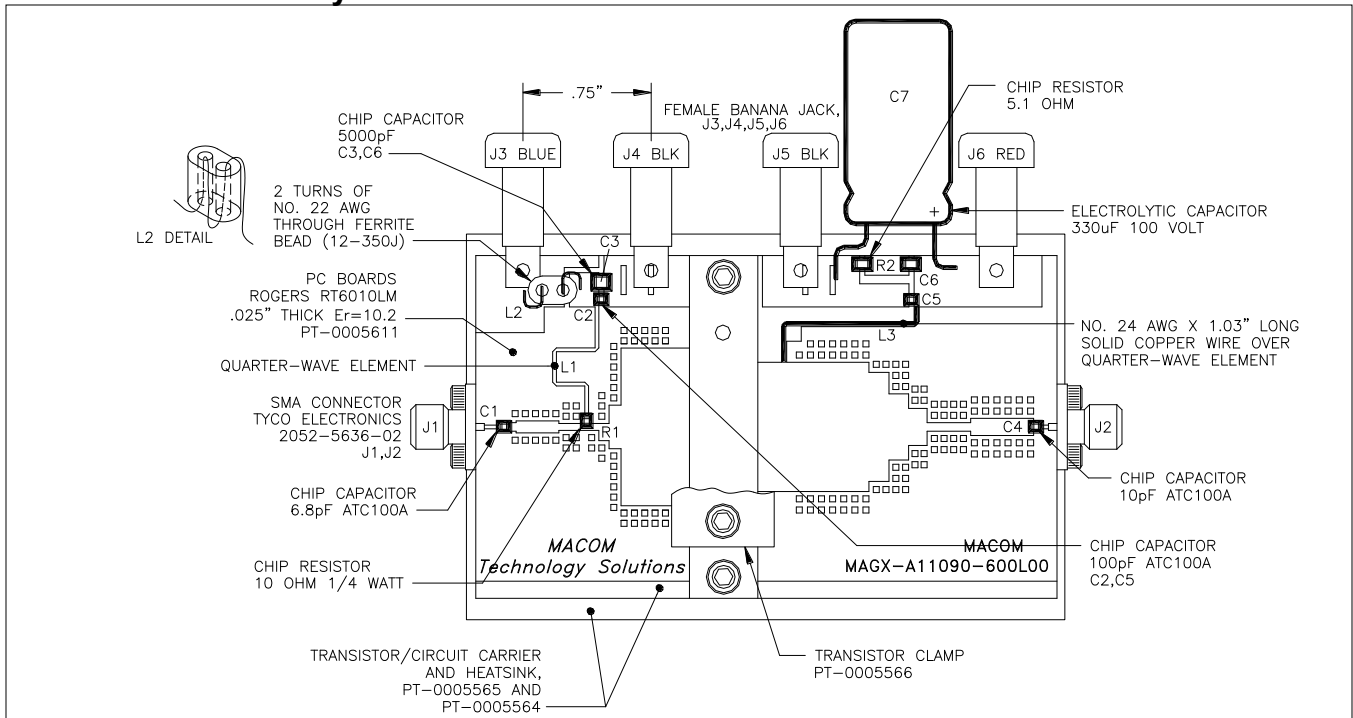 C7
CHIP RESISTOR
5.1 OHM
.75"
FEMALE BANANA JACK,
J3,J4,J5,J6
CHIP CAPACITOR
5000pF
C3,C6
J3 BLUE
J4 BLK
J5 BLK
J6 RED
2 TURNS OF
NO. 22 AWG
THROUGH FERRITE
BEAD (12-350J)
L2 DETAIL
+
ELECTROLYTIC CAPACITOR
330uF 100 VOLT
C3
R2
C6
PC BOARDS
ROGERS RT6010LM
.025" THICK Er=10.2
PT-0005611
L2
C2
C5
L3
NO. 24 AWG X 1.03" LONG
SOLID COPPER WIRE OVER
QUARTER-WAVE ELEMENT
QUARTER-WAVE ELEMENT
L1
SMA CONNECTOR
TYCO ELECTRONICS
2052-5636-02
J1,J2
J1
C1
R1
C4
J2
CHIP CAPACITOR
6.8pF ATC100A
CHIP CAPACITOR
10pF ATC100A
CHIP RESISTOR
10 OHM 1/4 WATT
MACOM
Technology Solutions
MACOM
MAGX-A11090-600L00
CHIP CAPACITOR
100pF ATC100A
C2,C5
TRANSISTOR/CIRCUIT CARRIER
AND HEATSINK,
PT-0005565 AND
PT-0005564
TRANSISTOR CLAMP
PT-0005566